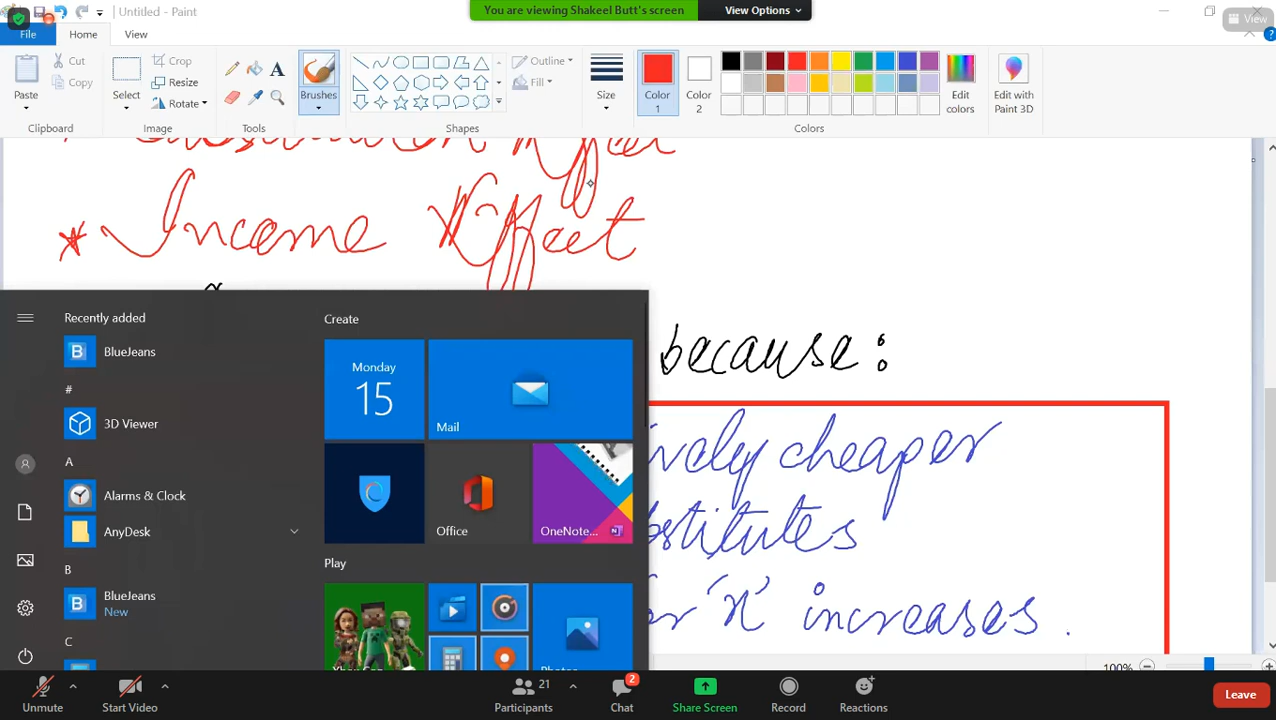 Untitled - Paint
You are viewing Shakeel Butt's screen
View Options
View
File
Home
View
Paste
Cut
Copy
Select
Crop
Resize
Rotate
A
Brushes
Outline
Fill
Size
Color
1
Color
2
Edit
colors
Edit with
Paint 3D
Clipboard
Image
Tools
Shapes
Colors
* Income Effect
because:
ively cheaper
bstitutes
'x' increases.
Recently added
BlueJeans
#
3D Viewer
A
Alarms & Clock
AnyDesk
B
BlueJeans
New
C
Create
Monday
15
Mail
Office
OneNote...
Play
100%
Unmute
Start Video
21
Participants
2
Chat
Share Screen
Record
Reactions
Leave